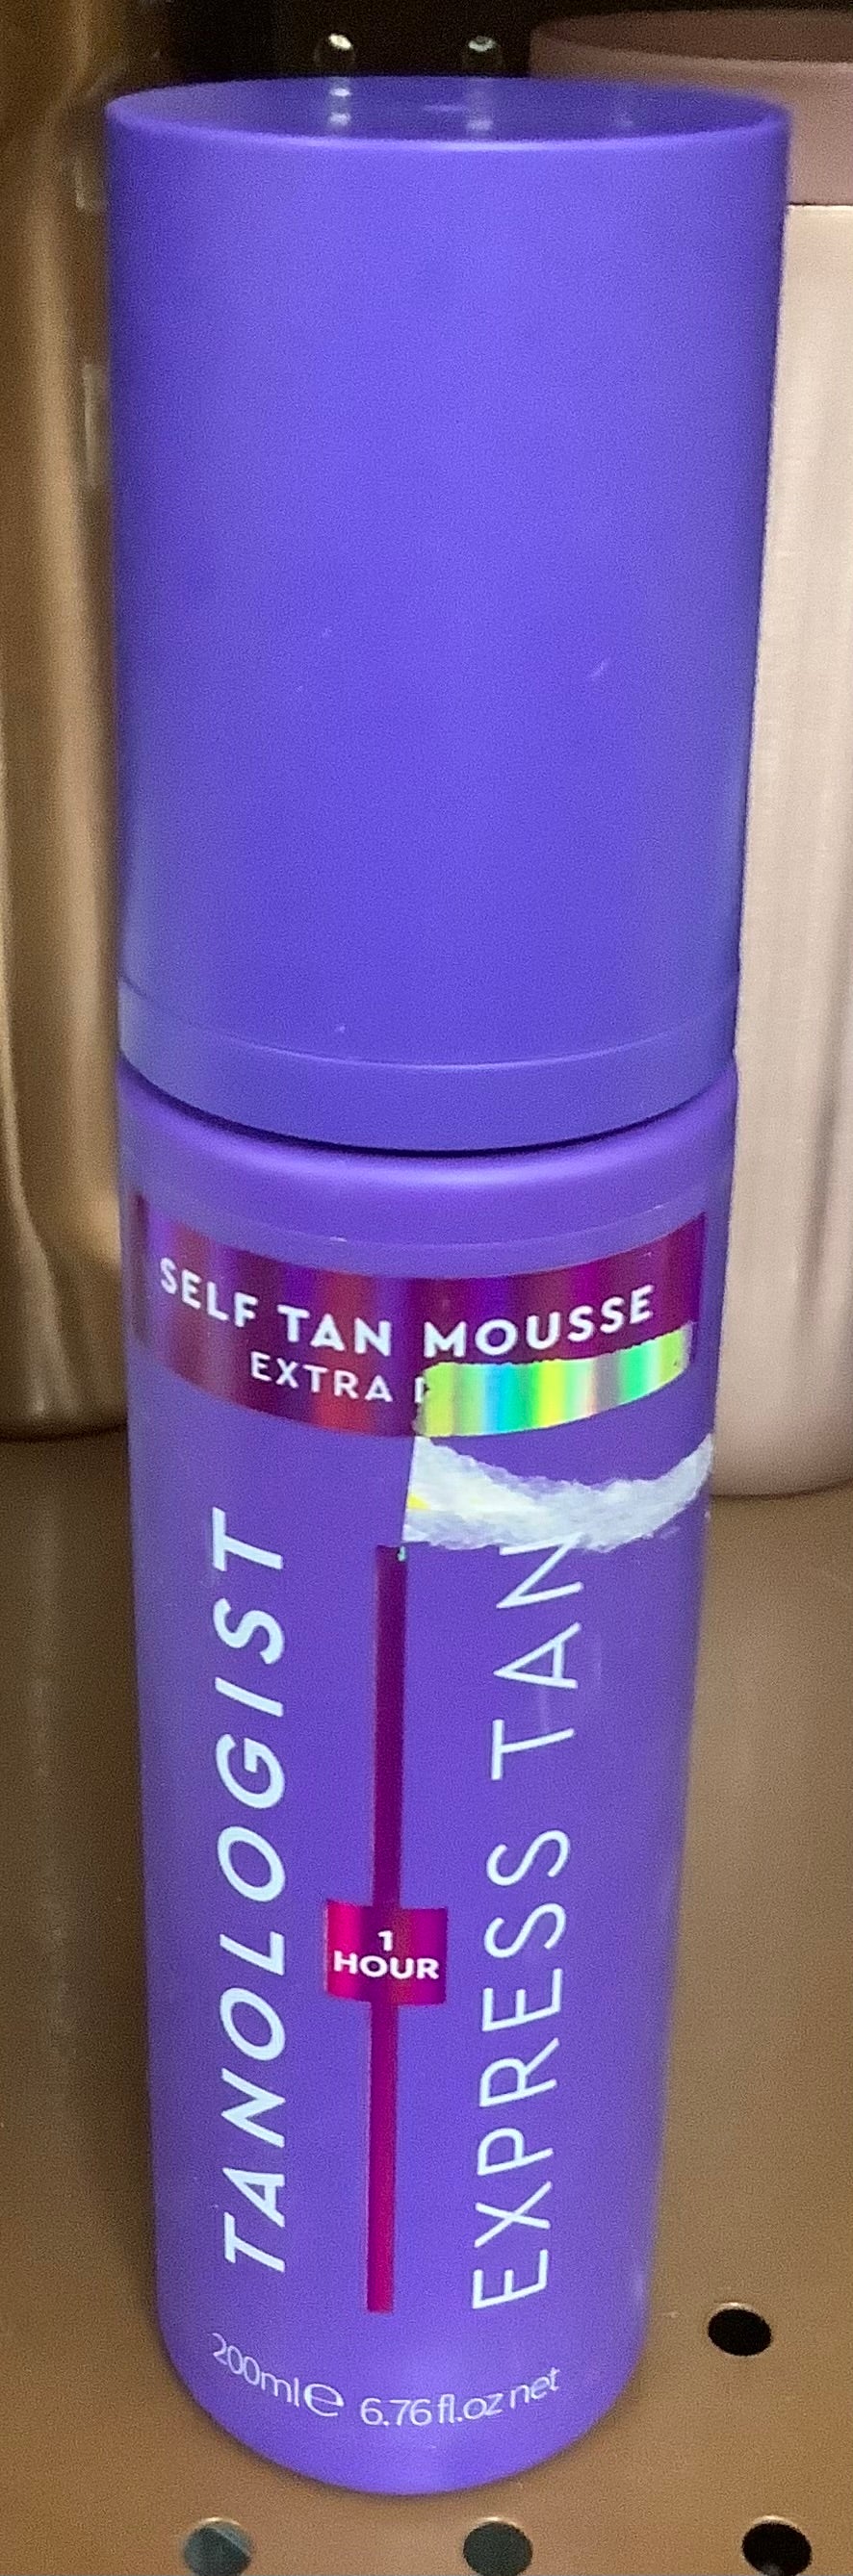 SELF TAN MOUSSE
EXTRA
TANOLOGIST
1
HOUR
EXPRESS TAN
200ml℮ 6.76 fl.oz net